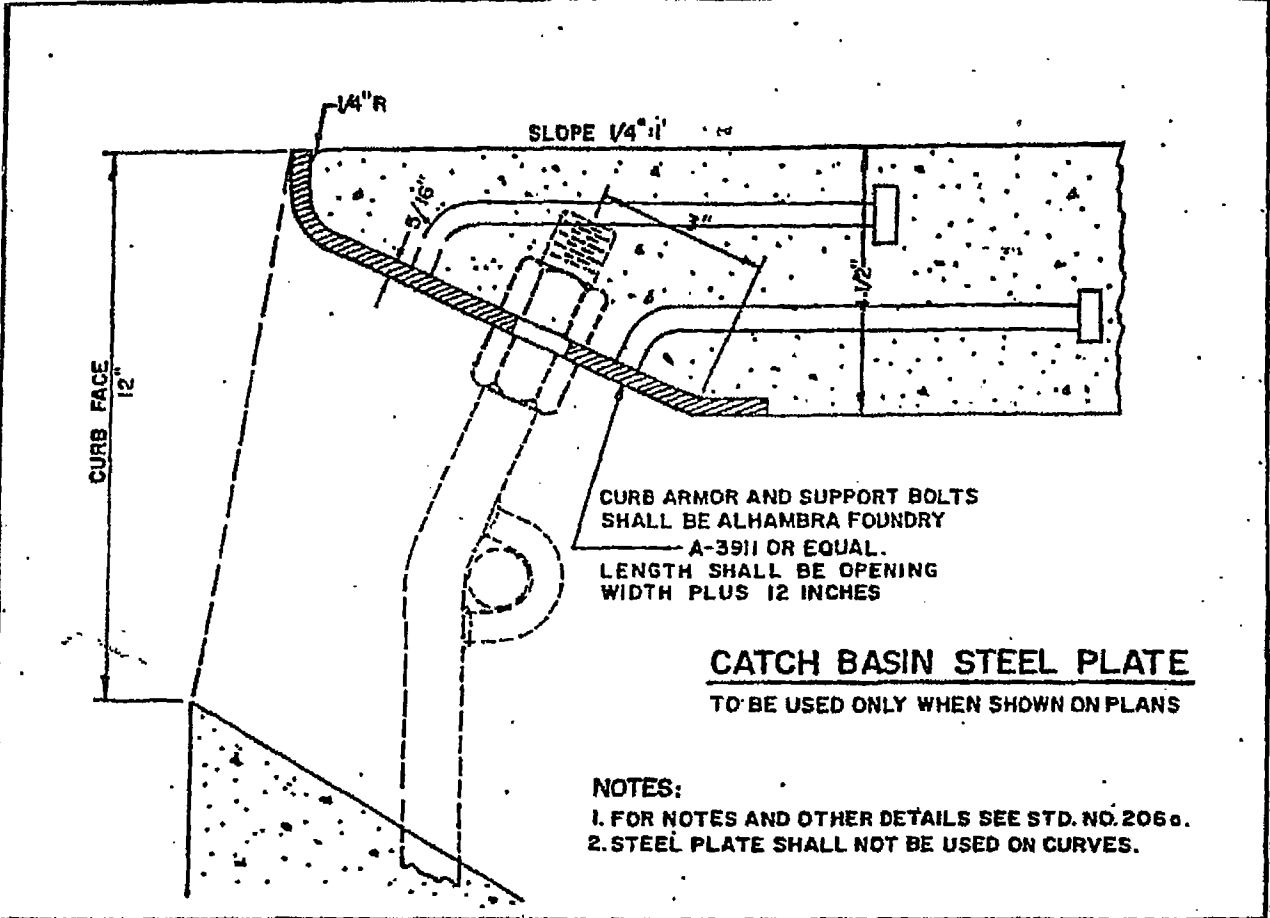 1/4"R
SLOPE 1/4":1'
5/16"
CURB FACE
12"
CURB ARMOR AND SUPPORT BOLTS
SHALL BE ALHAMBRA FOUNDRY
A-3911 OR EQUAL.
LENGTH SHALL BE OPENING
WIDTH PLUS 12 INCHES
CATCH BASIN STEEL PLATE
TO BE USED ONLY WHEN SHOWN ON PLANS
NOTES:
1. FOR NOTES AND OTHER DETAILS SEE STD. NO. 206a.
2. STEEL PLATE SHALL NOT BE USED ON CURVES.